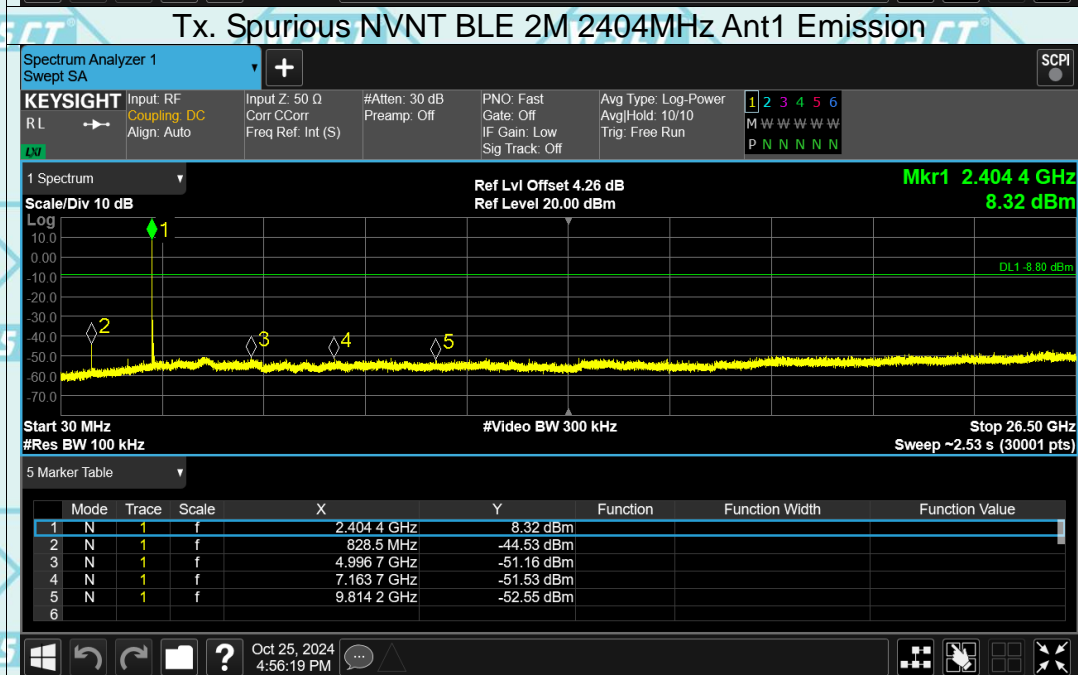 Tx. Spurious NVNT BLE 2M 2404MHz Ant1 Emission
Spectrum Analyzer 1
Swept SA
+
SCPI
KEYSIGHT
R L
LXI
Input: RF
Coupling: DC
Align: Auto
Input Z: 50 Ω
Corr CCorr
Freq Ref: Int (S)
#Atten: 30 dB
Preamp: Off
PNO: Fast
Gate: Off
IF Gain: Low
Sig Track: Off
Avg Type: Log-Power
Avg|Hold: 10/10
Trig: Free Run
1 2 3 4 5 6
M W W W W W
P N N N N N
1 Spectrum
Scale/Div 10 dB
Ref Lvl Offset 4.26 dB
Ref Level 20.00 dBm
Mkr1 2.404 4 GHz
8.32 dBm
Log
10.0
0.00
-10.0
-20.0
-30.0
-40.0
-50.0
-60.0
-70.0
1
2
3
4
5
DL1 -8.80 dBm
Start 30 MHz
#Video BW 300 kHz
Stop 26.50 GHz
#Res BW 100 kHz
Sweep ~2.53 s (30001 pts)
5 Marker Table
Mode Trace Scale X Y Function Function Width Function Value
1 N 1 f 2.404 4 GHz 8.32 dBm
2 N 1 f 828.5 MHz -44.53 dBm
3 N 1 f 4.996 7 GHz -51.16 dBm
4 N 1 f 7.163 7 GHz -51.53 dBm
5 N 1 f 9.814 2 GHz -52.55 dBm
6
?
Oct 25, 2024
4:56:19 PM